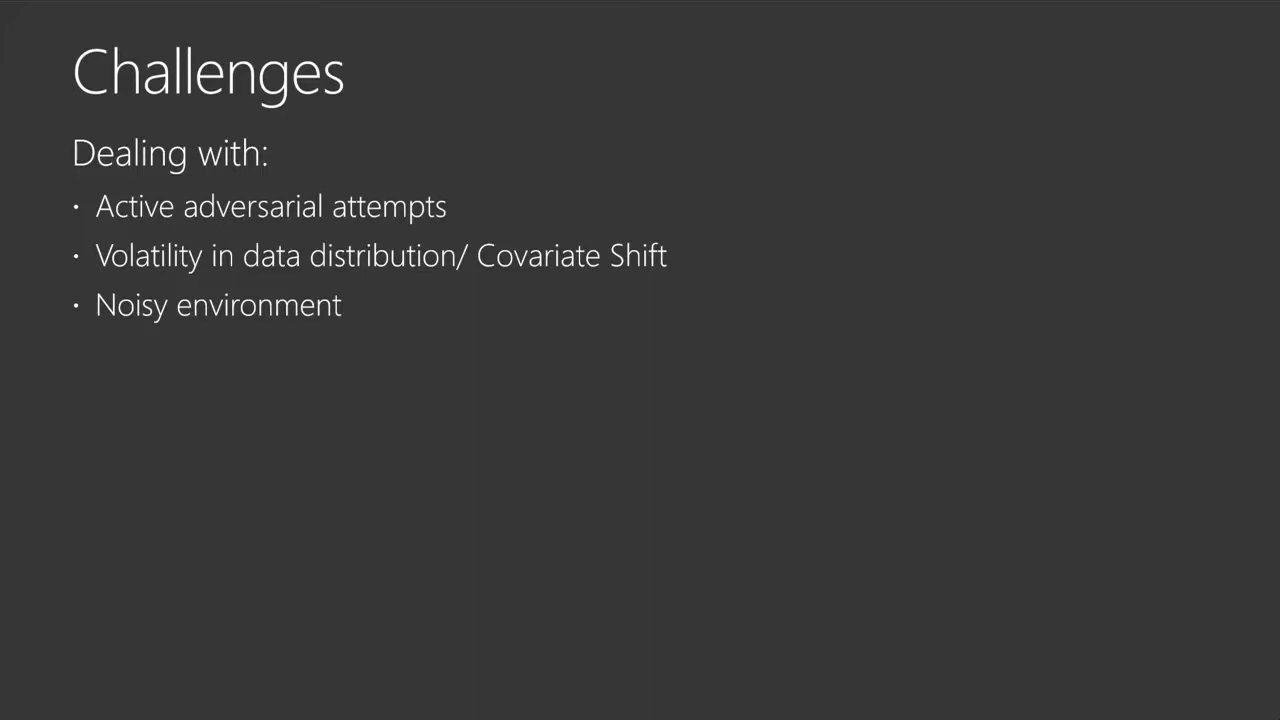 Challenges
Dealing with:
• Active adversarial attempts
• Volatility in data distribution/ Covariate Shift
• Noisy environment